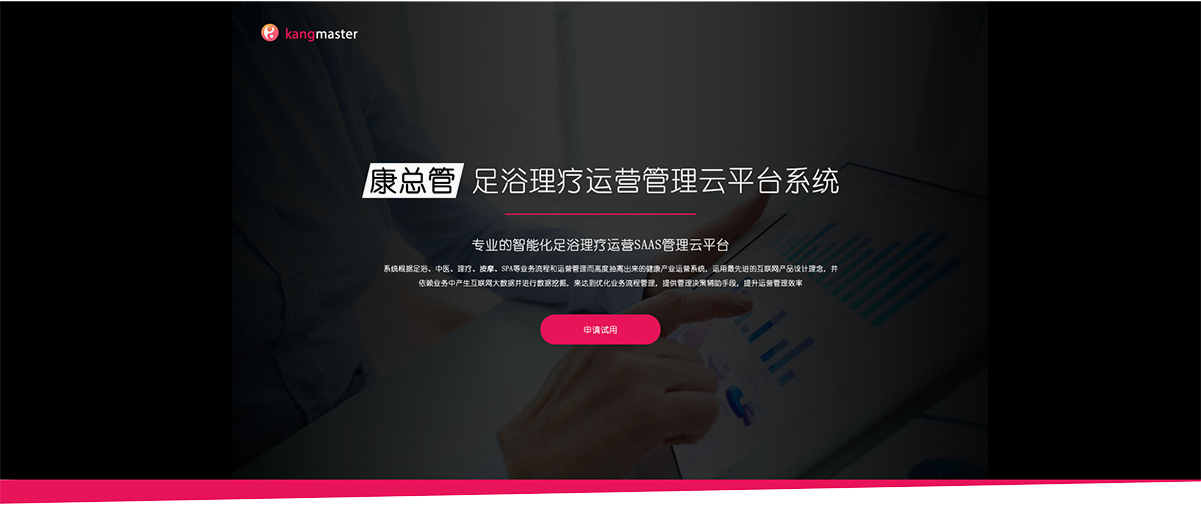 kangmaster
康总管 足浴理疗运营管理云平台系统
专业的智能化足浴理疗运营SAAS管理云平台
系统根据足浴、中医、理疗、按摩、SPA等业务流程和运营管理而高度抽离出来的健康产业运营系统，运用最先进的互联网产品设计理念，并
依赖业务中产生互联网大数据并进行数据挖掘，来达到优化业务流程管理，提供管理决策辅助手段，提升运营管理效率
申请试用